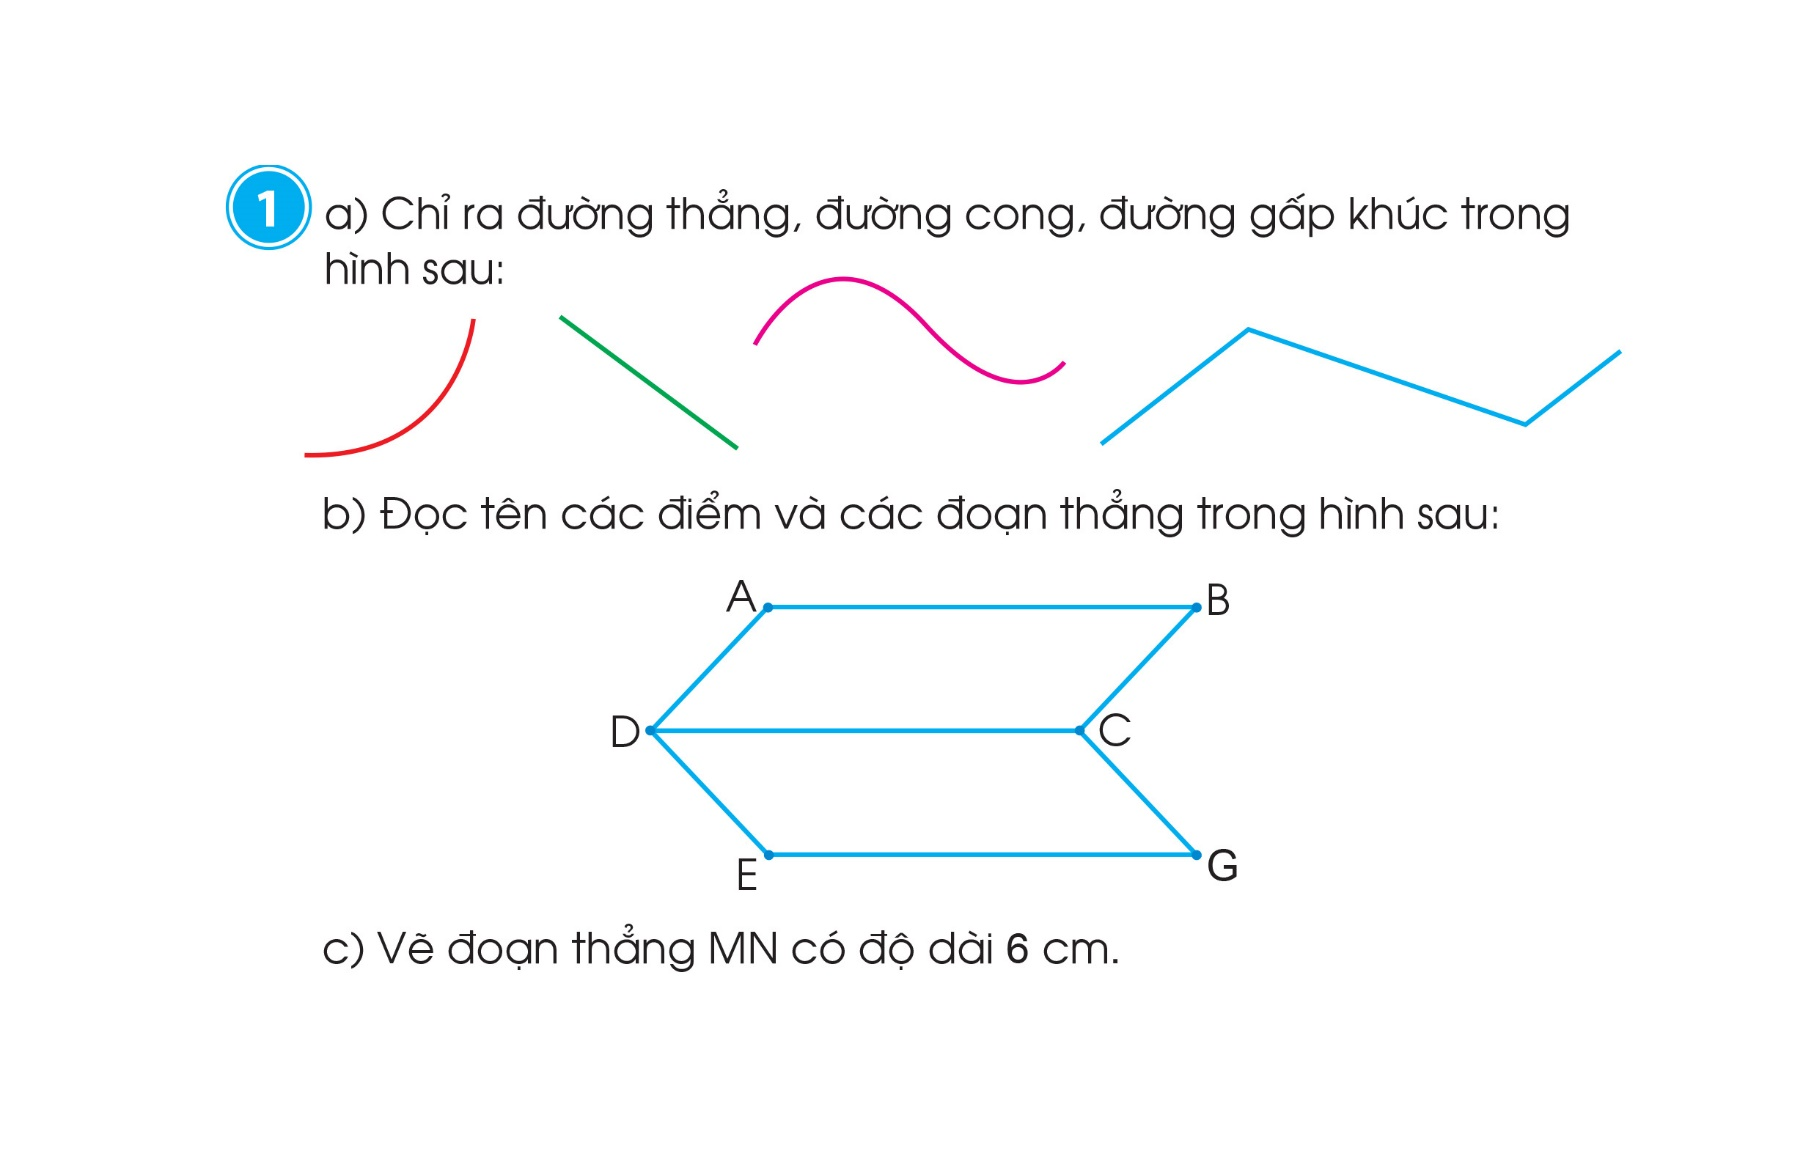 1 a) Chỉ ra đường thẳng, đường cong, đường gấp khúc trong
hình sau:
b) Đọc tên các điểm và các đoạn thẳng trong hình sau:
A B
D C
E G
c) Vẽ đoạn thẳng MN có độ dài 6 cm.